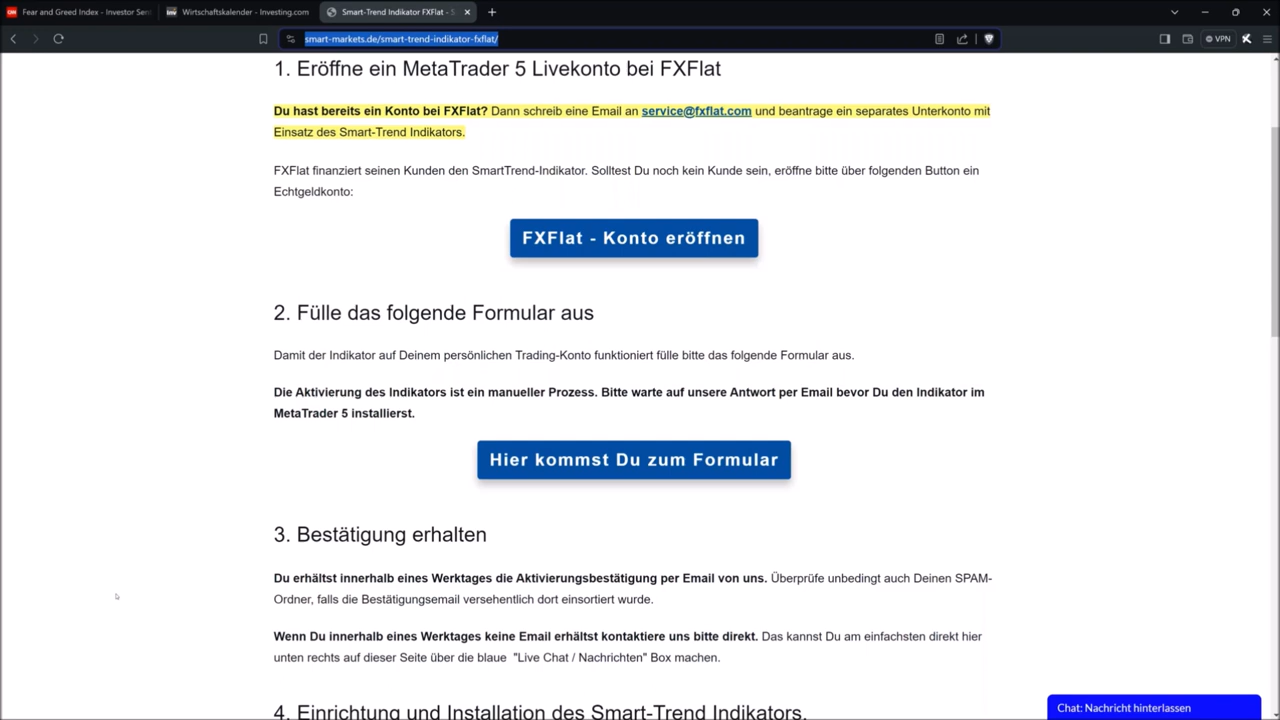 Fear and Greed Index - Investor Sen
Wirtschaftskalender - Investing.com
Smart-Trend Indikator FXFlat - S
smart-markets.de/smart-trend-indikator-fxflat/
VPN
1. Eröffne ein MetaTrader 5 Livekonto bei FXFlat
Du hast bereits ein Konto bei FXFlat? Dann schreib eine Email an service@fxflat.com und beantrage ein separates Unterkonto mit
Einsatz des Smart-Trend Indikators.
FXFlat finanziert seinen Kunden den SmartTrend-Indikator. Solltest Du noch kein Kunde sein, eröffne bitte über folgenden Button ein
Echtgeldkonto:
FXFlat - Konto eröffnen
2. Fülle das folgende Formular aus
Damit der Indikator auf Deinem persönlichen Trading-Konto funktioniert fülle bitte das folgende Formular aus.
Die Aktivierung des Indikators ist ein manueller Prozess. Bitte warte auf unsere Antwort per Email bevor Du den Indikator im
MetaTrader 5 installierst.
Hier kommst Du zum Formular
3. Bestätigung erhalten
Du erhältst innerhalb eines Werktages die Aktivierungsbestätigung per Email von uns. Überprüfe unbedingt auch Deinen SPAM-
Ordner, falls die Bestätigungsemail versehentlich dort einsortiert wurde.
Wenn Du innerhalb eines Werktages keine Email erhältst kontaktiere uns bitte direkt. Das kannst Du am einfachsten direkt hier
unten rechts auf dieser Seite über die blaue "Live Chat / Nachrichten" Box machen.
4. Einrichtung und Installation des Smart-Trend Indikators.
Chat: Nachricht hinterlassen